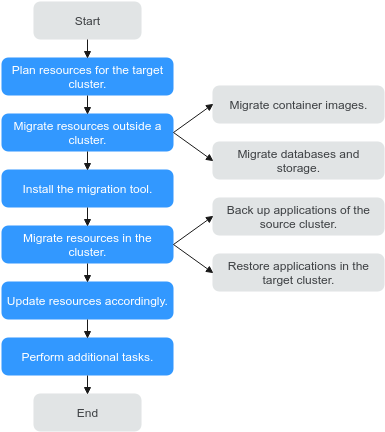 Start
Plan resources for the target
cluster.
Migrate resources outside a
cluster.
Migrate container images.
Migrate databases and
storage.
Install the migration tool.
Migrate resources in the
cluster.
Back up applications of the
source cluster.
Restore applications in the
target cluster.
Update resources accordingly.
Perform additional tasks.
End